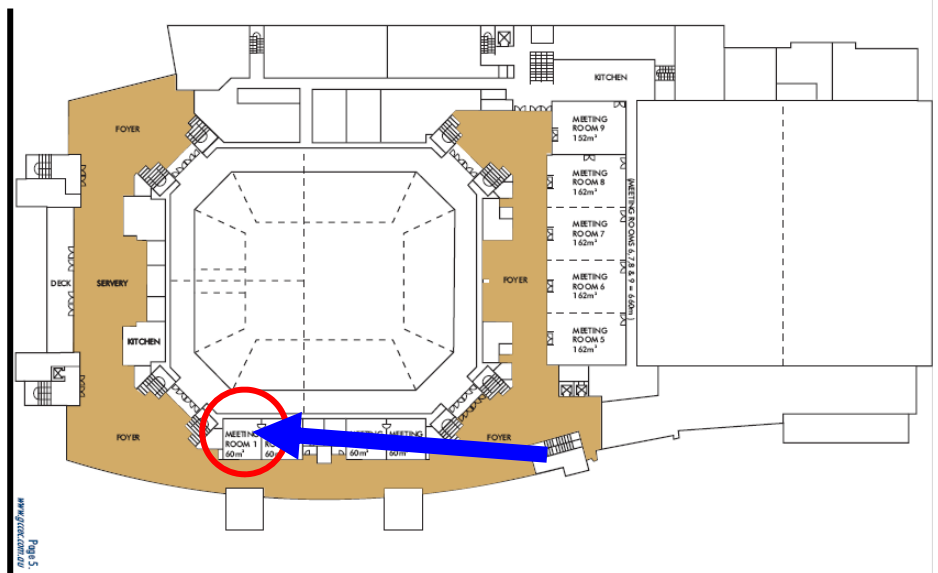 KITCHEN
MEETING
ROOM 9
152m²
FOYER
MEETING
ROOM 8
162m²
(MEETING ROOMS 6,7,8 & 9 = 660m²)
MEETING
ROOM 7
162m²
DECK
SERVERY
FOYER
MEETING
ROOM 6
162m²
KITCHEN
MEETING
ROOM 5
162m²
FOYER
MEETING
ROOM 1
60m²
60m²
MEETING
60m²
MEETING
60m²
FOYER
Page 5.
www.gccec.com.au